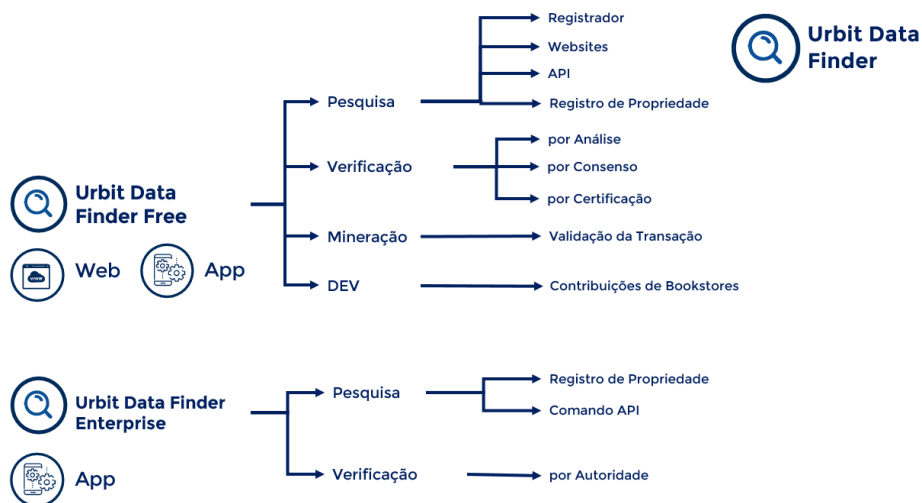 Urbit Data
Finder
Urbit Data
Finder Free
Web
App
Pesquisa
Registrador
Websites
API
Registro de Propriedade
Verificação
por Análise
por Consenso
por Certificação
Mineração
Validação da Transação
DEV
Contribuições de Bookstores
Urbit Data Finder
Enterprise
App
Pesquisa
Registro de Propriedade
Comando API
Verificação
por Autoridade